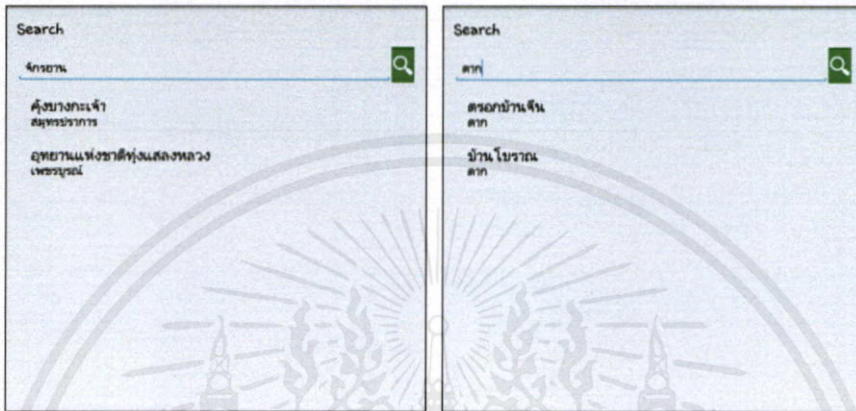 Search
จักรยาน
คุ้งบางกะเจ้า
สมุทรปราการ
อุทยานแห่งชาติทุ่งแสลงหลวง
เพชรบูรณ์
Search
ตาก
ตรอกบ้านจีน
ตาก
บ้านโบราณ
ตาก